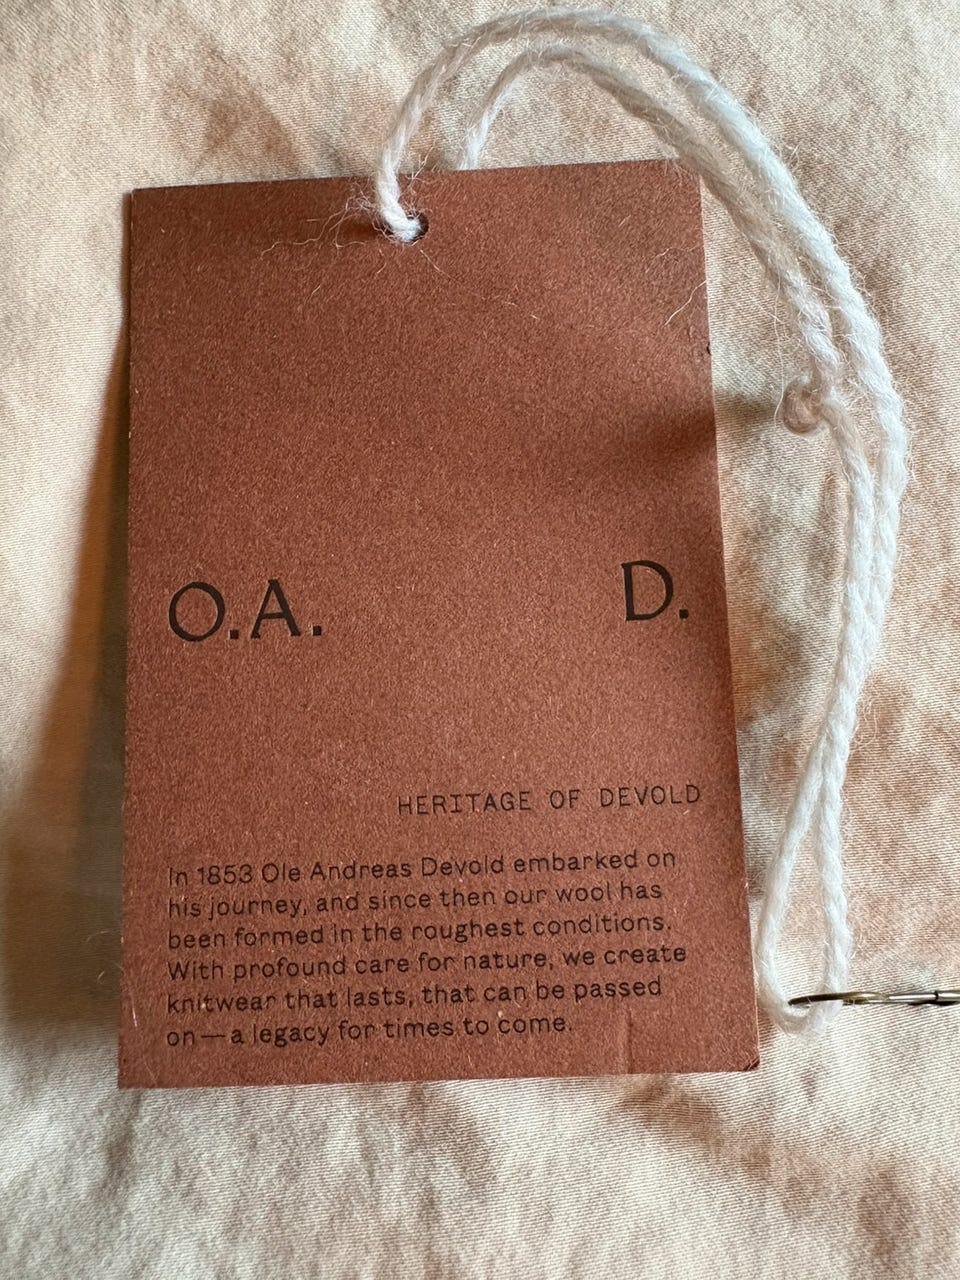 O.A. D.
HERITAGE OF DEVOLD
In 1853 Ole Andreas Devold embarked on
his journey, and since then our wool has
been formed in the roughest conditions.
With profound care for nature, we create
knitwear that lasts, that can be passed
on — a legacy for times to come.